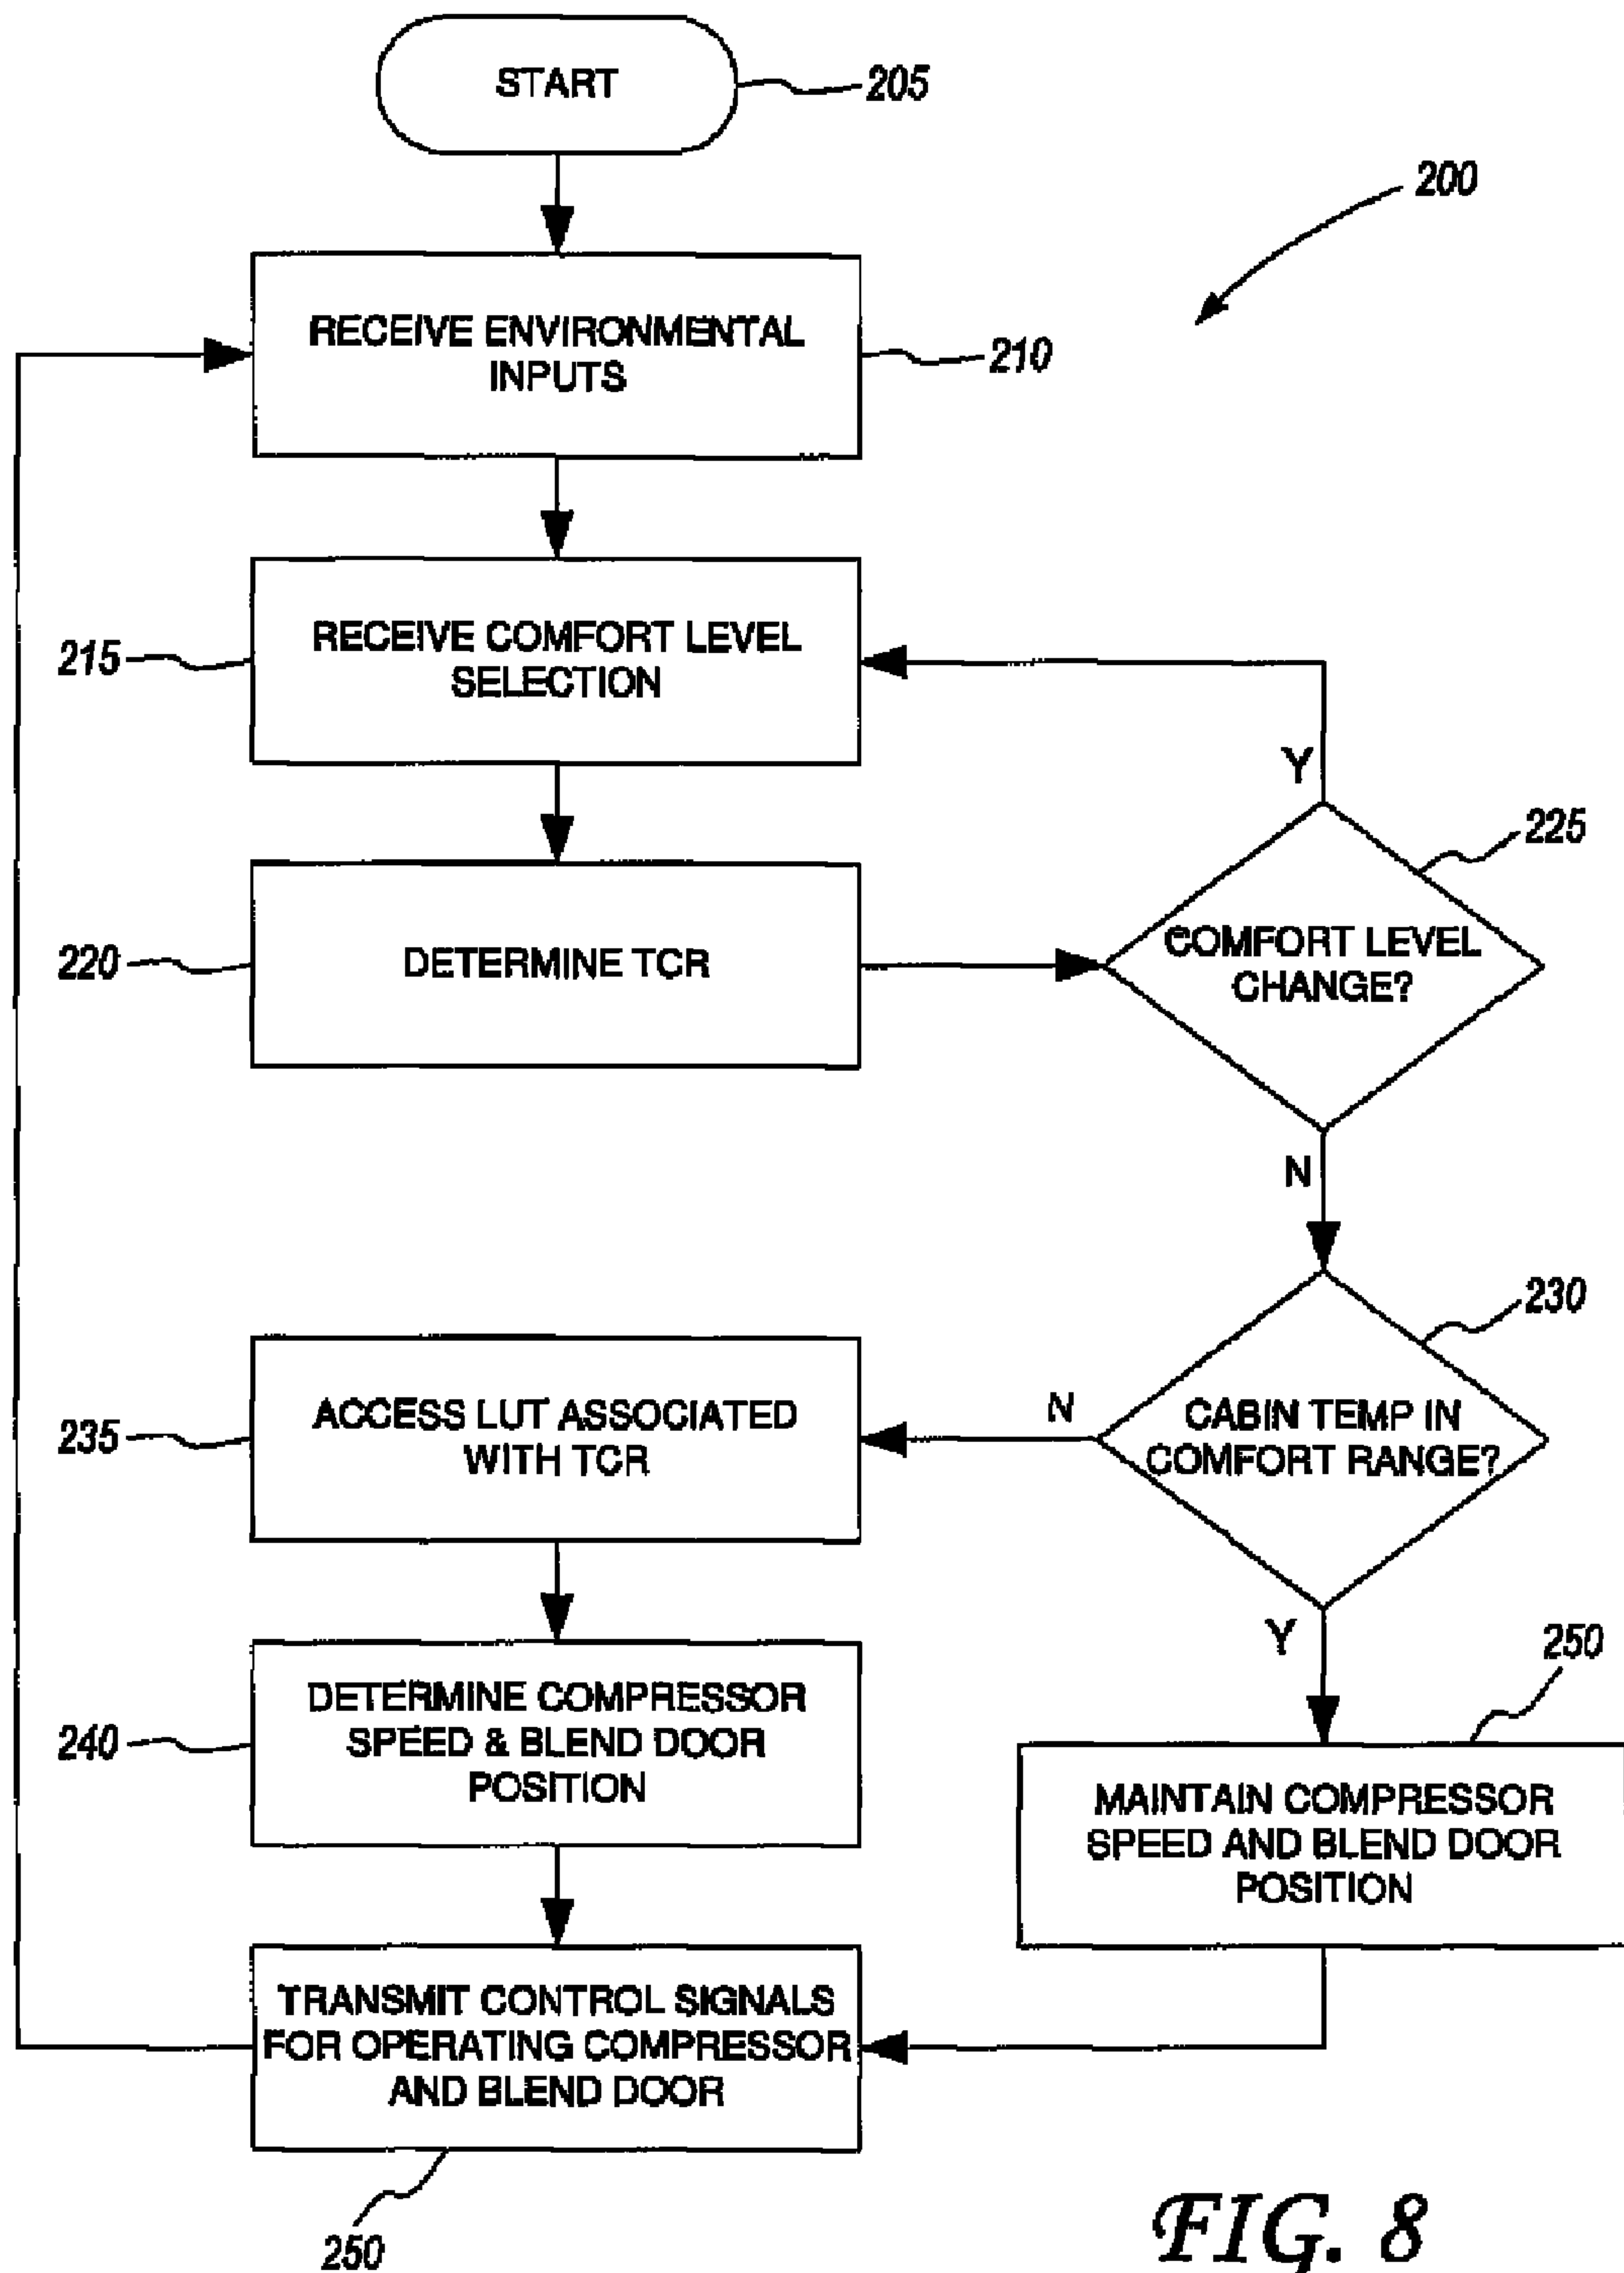 START
205
200
RECEIVE ENVIRONMENTAL
INPUTS
210
RECEIVE COMFORT LEVEL
SELECTION
215
Y
225
DETERMINE TCR
220
COMFORT LEVEL
CHANGE?
N
230
ACCESS LUT ASSOCIATED
WITH TCR
235
N
CABIN TEMP IN
COMFORT RANGE?
Y
250
DETERMINE COMPRESSOR
SPEED & BLEND DOOR
POSITION
240
MAINTAIN COMPRESSOR
SPEED AND BLEND DOOR
POSITION
TRANSMIT CONTROL SIGNALS
FOR OPERATING COMPRESSOR
AND BLEND DOOR
250
FIG. 8